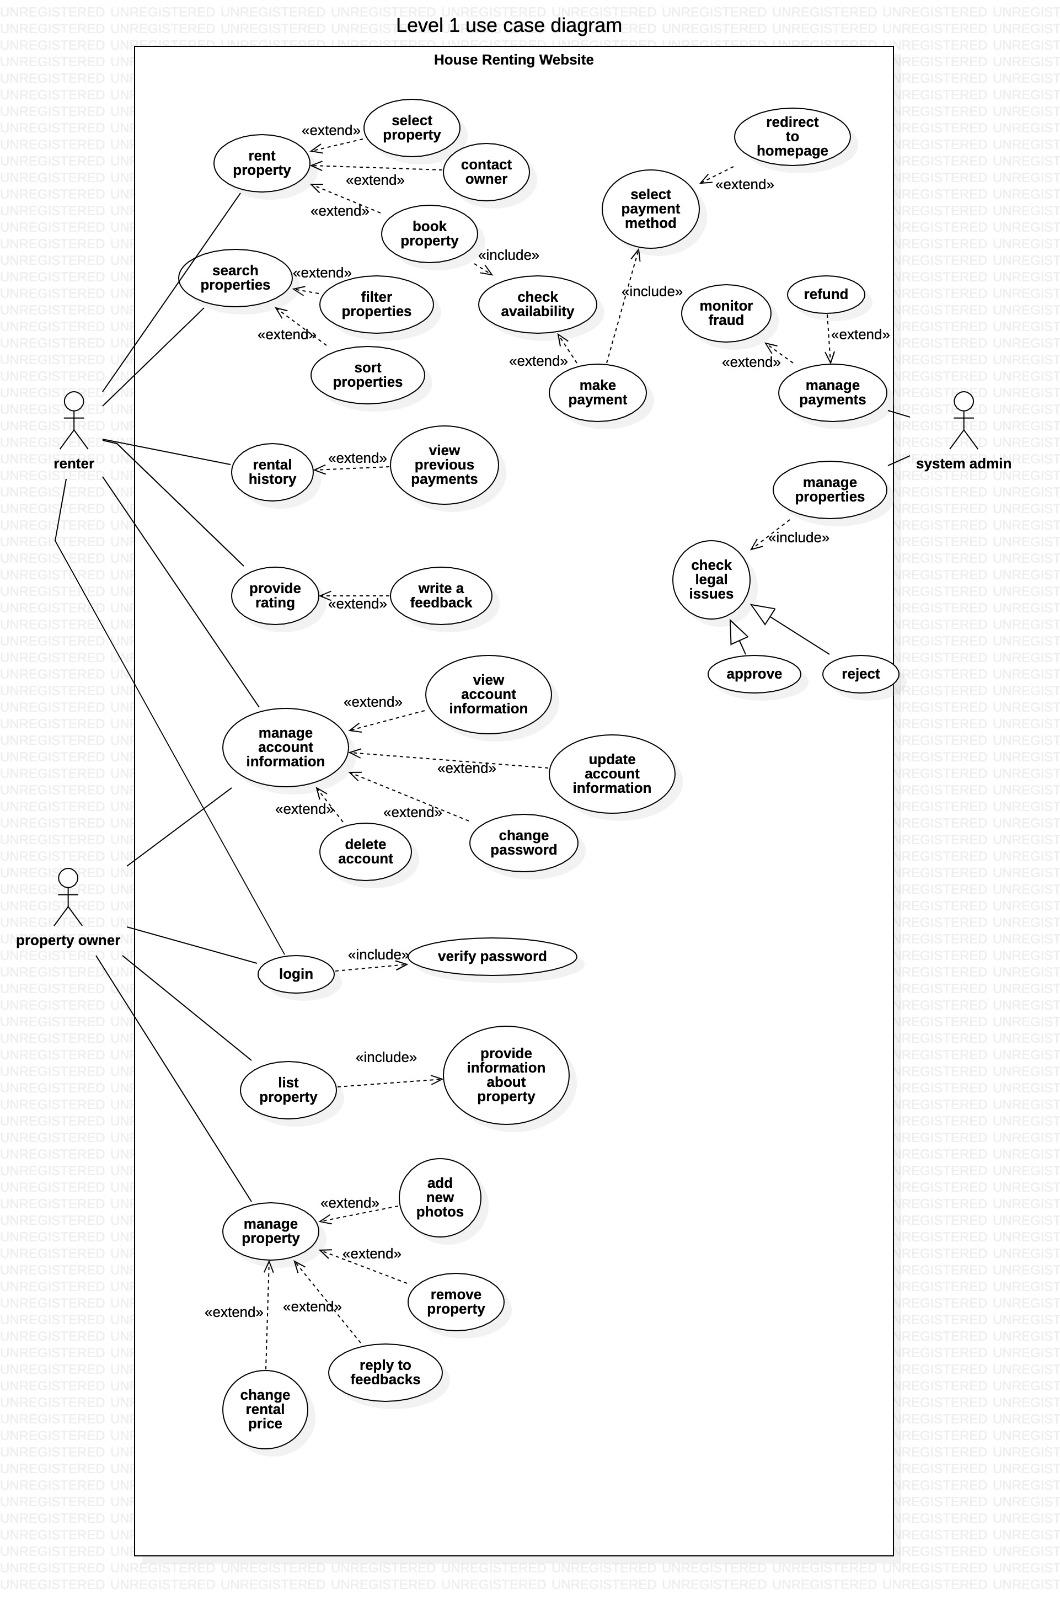 Level 1 use case diagram
House Renting Website
select
property
«extend»
rent
property
contact
owner
«extend»
«extend»
book
property
redirect
to
homepage
«extend»
select
payment
method
search
properties
«extend»
filter
properties
«extend»
sort
properties
«include»
check
availability
«include»
«extend»
make
payment
monitor
fraud
refund
«extend»
«extend»
manage
payments
renter
system admin
rental
history
«extend»
view
previous
payments
manage
properties
«include»
check
legal
issues
approve
reject
provide
rating
«extend»
write a
feedback
view
account
information
«extend»
manage
account
information
«extend»
update
account
information
«extend»
«extend»
delete
account
change
password
property owner
login
«include»
verify password
list
property
«include»
provide
information
about
property
add
new
photos
«extend»
manage
property
«extend»
remove
property
«extend»
«extend»
reply to
feedbacks
change
rental
price
UNREGISTERED